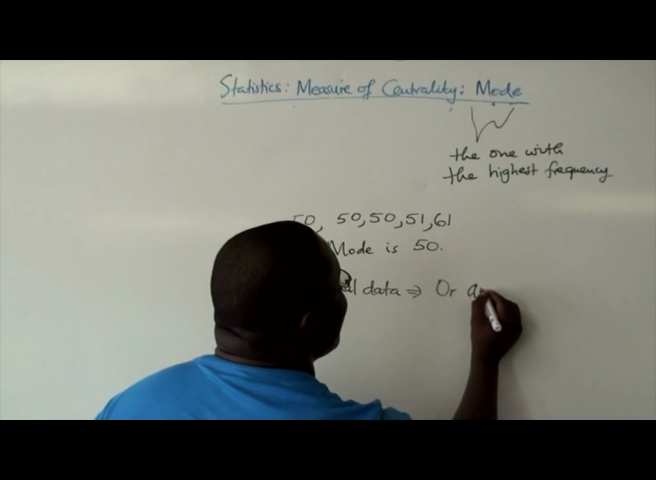 Statistics: Measure of Centrality: Mode
the one with
the highest frequency
50, 50,50,51,61
Mode is 50.
data ⇒ Or